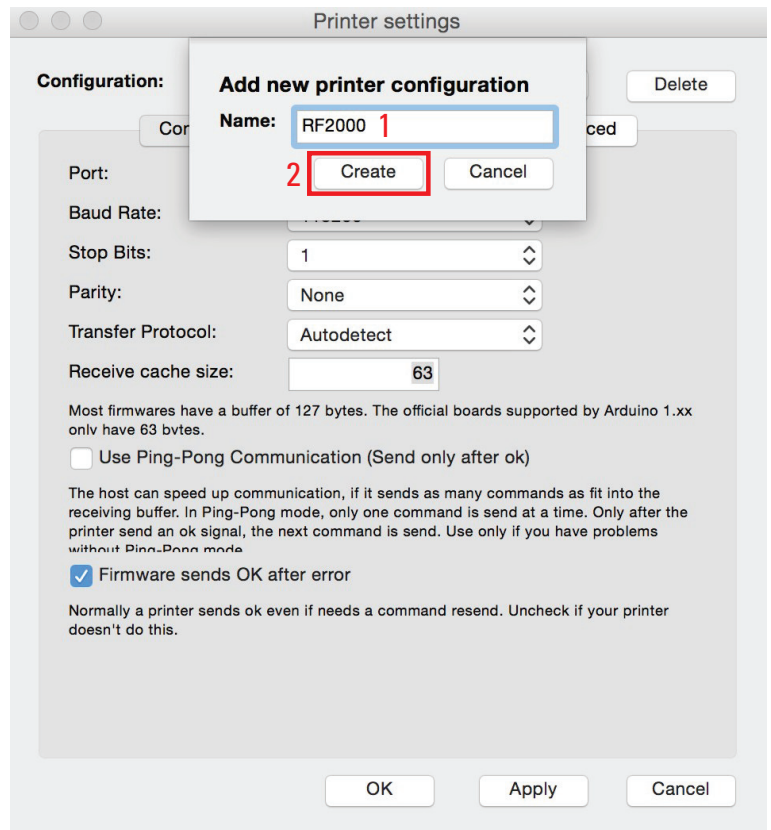 Printer settings
Configuration:
Delete
Add new printer configuration
Name:
RF2000 1
2 Create
Cancel
Cor
ced
Port:
Baud Rate:
Stop Bits:
1
Parity:
None
Transfer Protocol:
Autodetect
Receive cache size:
63
Most firmwares have a buffer of 127 bytes. The official boards supported by Arduino 1.xx
only have 63 bytes.
Use Ping-Pong Communication (Send only after ok)
The host can speed up communication, if it sends as many commands as fit into the
receiving buffer. In Ping-Pong mode, only one command is send at a time. Only after the
printer send an ok signal, the next command is send. Use only if you have problems
without Ping-Pong mode
Firmware sends OK after error
Normally a printer sends ok even if needs a command resend. Uncheck if your printer
doesn't do this.
OK
Apply
Cancel